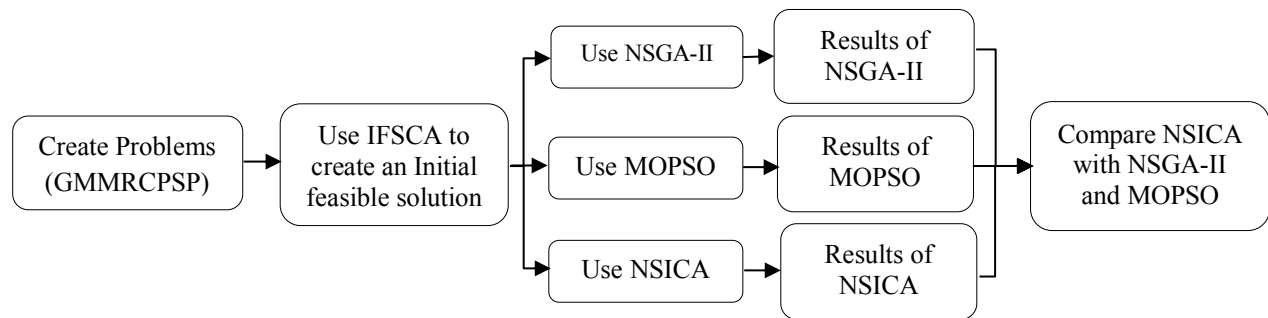 Create Problems
(GMMRCPSP)
Use IFSCA to
create an Initial
feasible solution
Use NSGA-II
Results of
NSGA-II
Use MOPSO
Results of
MOPSO
Use NSICA
Results of
NSICA
Compare NSICA
with NSGA-II
and MOPSO